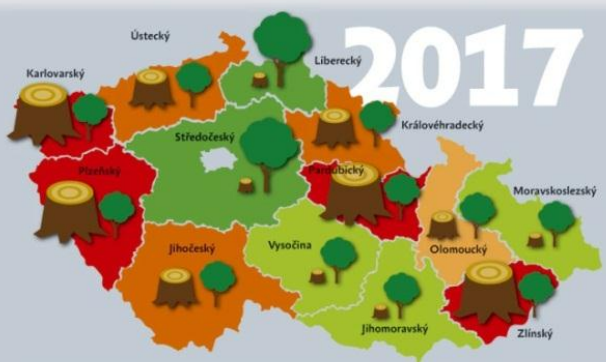 2017
Ústecký
Liberecký
Karlovarský
Královéhradecký
Středočeský
Plzeňský
Pardubický
Moravskoslezský
Jihočeský
Vysočina
Olomoucký
Jihomoravský
Zlínský